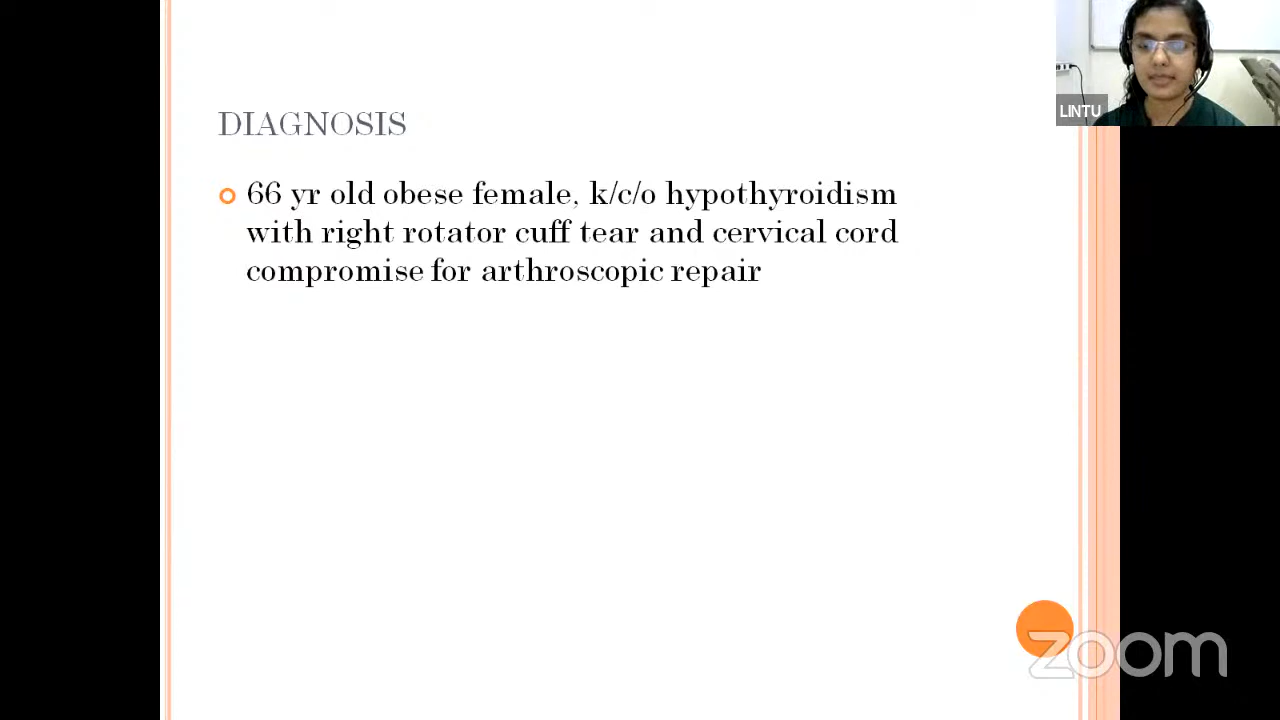 LINTU
DIAGNOSIS
66 yr old obese female, k/c/o hypothyroidism
with right rotator cuff tear and cervical cord
compromise for arthroscopic repair
zoom